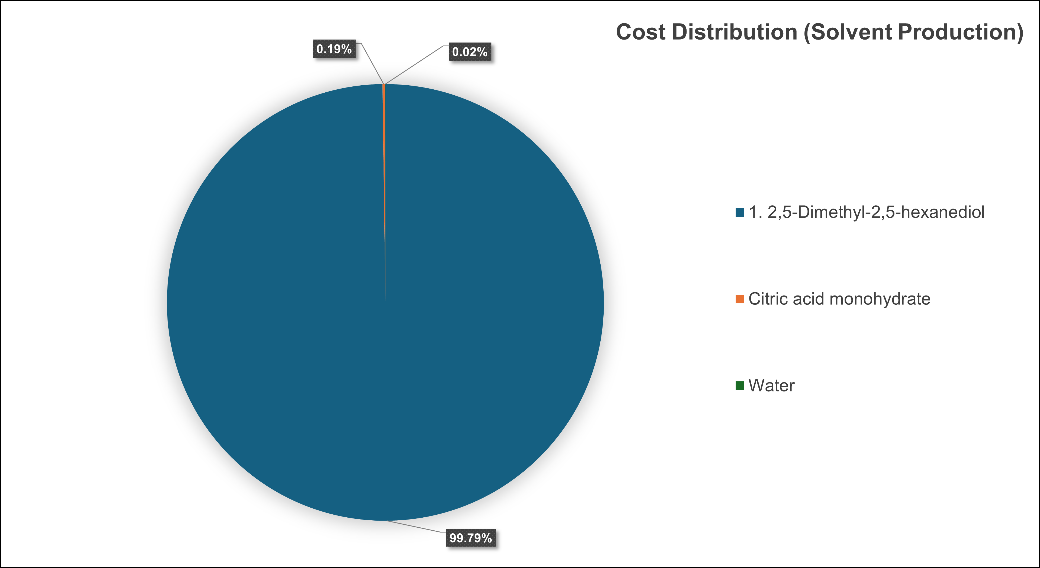 Cost Distribution (Solvent Production)
0.19%
0.02%
1. 2,5-Dimethyl-2,5-hexanediol
Citric acid monohydrate
Water
99.79%